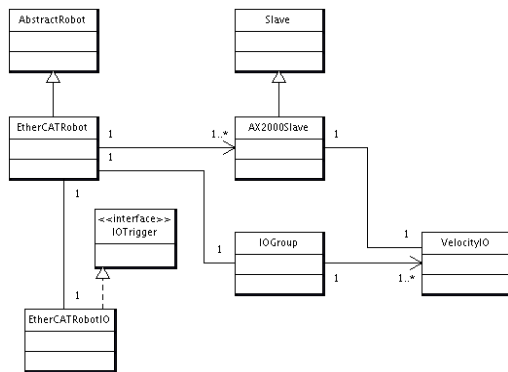 AbstractRobot
Slave
EtherCATRobot
AX2000Slave
1
1..*
1
1
1
<<interface>>
IOTrigger
IOGroup
VelocityIO
1
1
1
1..*
1
EtherCATRobotIO